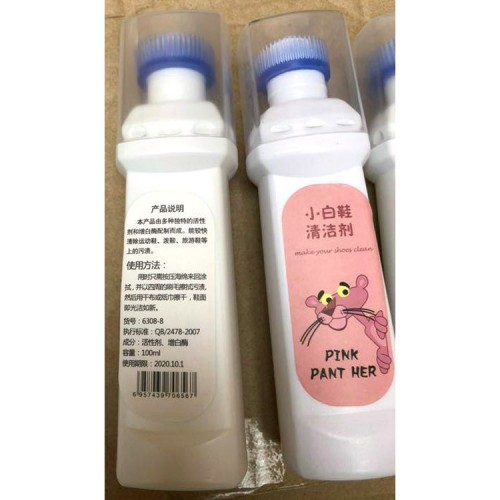 产品说明
本产品由多种独特的活性
剂和增白酶配制而成。能较快
清除运动鞋、波鞋、旅游鞋等
上的污渍。
使用方法：
用时只需按压海绵来回涂
拭，并以四周的刷毛擦拭污渍，
然后用干布或纸巾擦干，鞋面
即光洁如新。
货号：6308-8
执行标准：QB/2478-2007
成分：活性剂、增白酶
容量：100ml
使用期限：2020.10.1
6957439706567
小白鞋
清洁剂
make your shoes clean
PINK
PANT HER